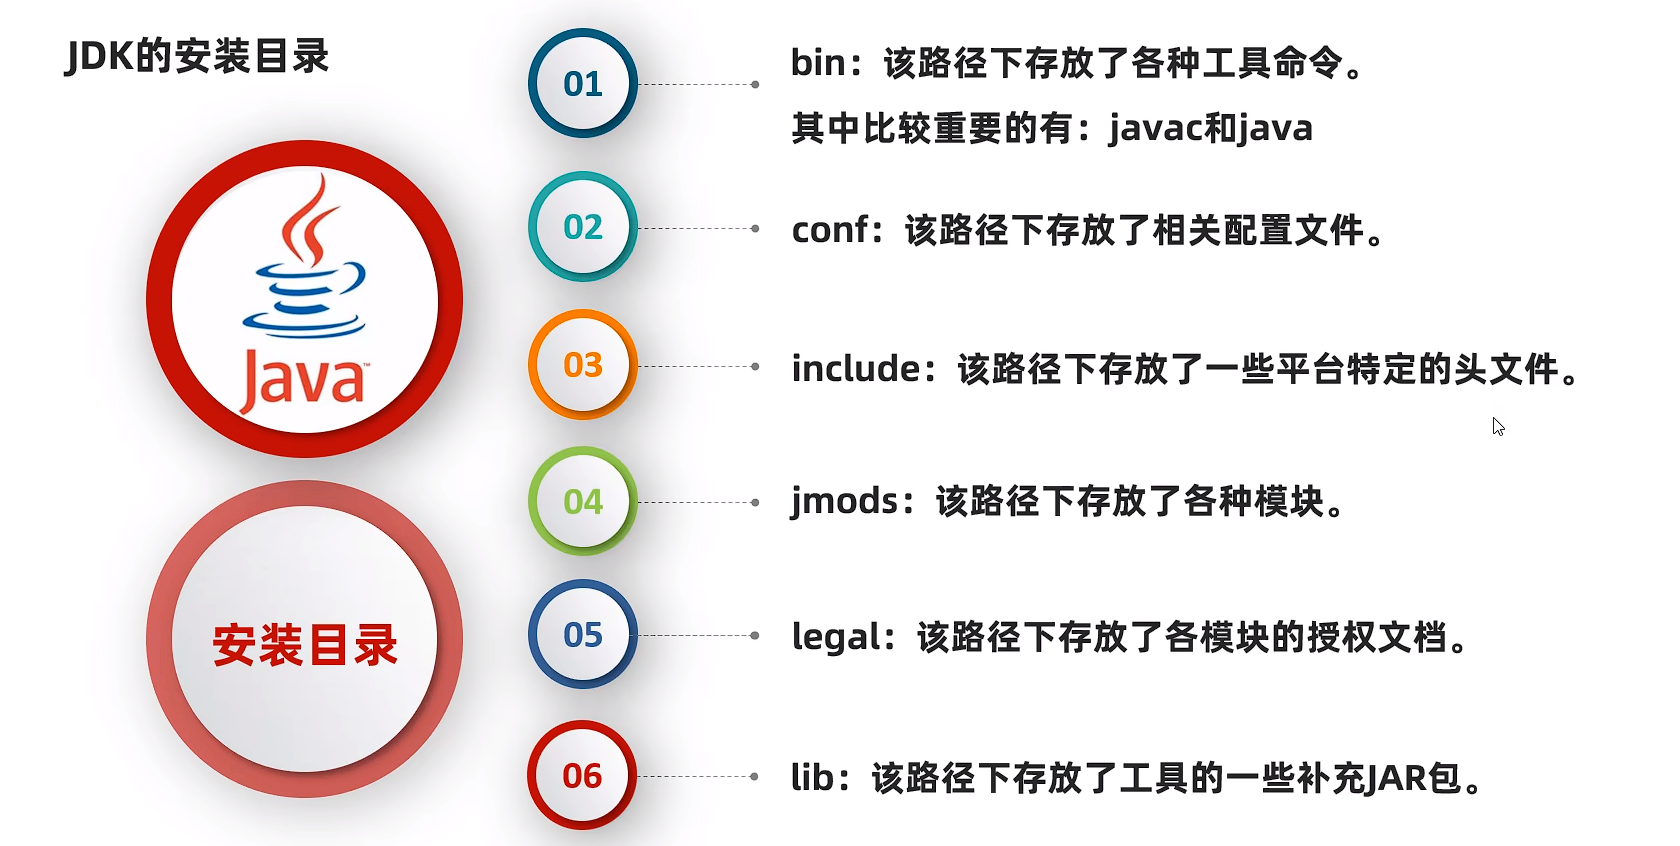 JDK的安装目录
Java™
安装目录
01
bin：该路径下存放了各种工具命令。
其中比较重要的有：javac和java
02
conf：该路径下存放了相关配置文件。
03
include：该路径下存放了一些平台特定的头文件。
04
jmods：该路径下存放了各种模块。
05
legal：该路径下存放了各模块的授权文档。
06
lib：该路径下存放了工具的一些补充JAR包。